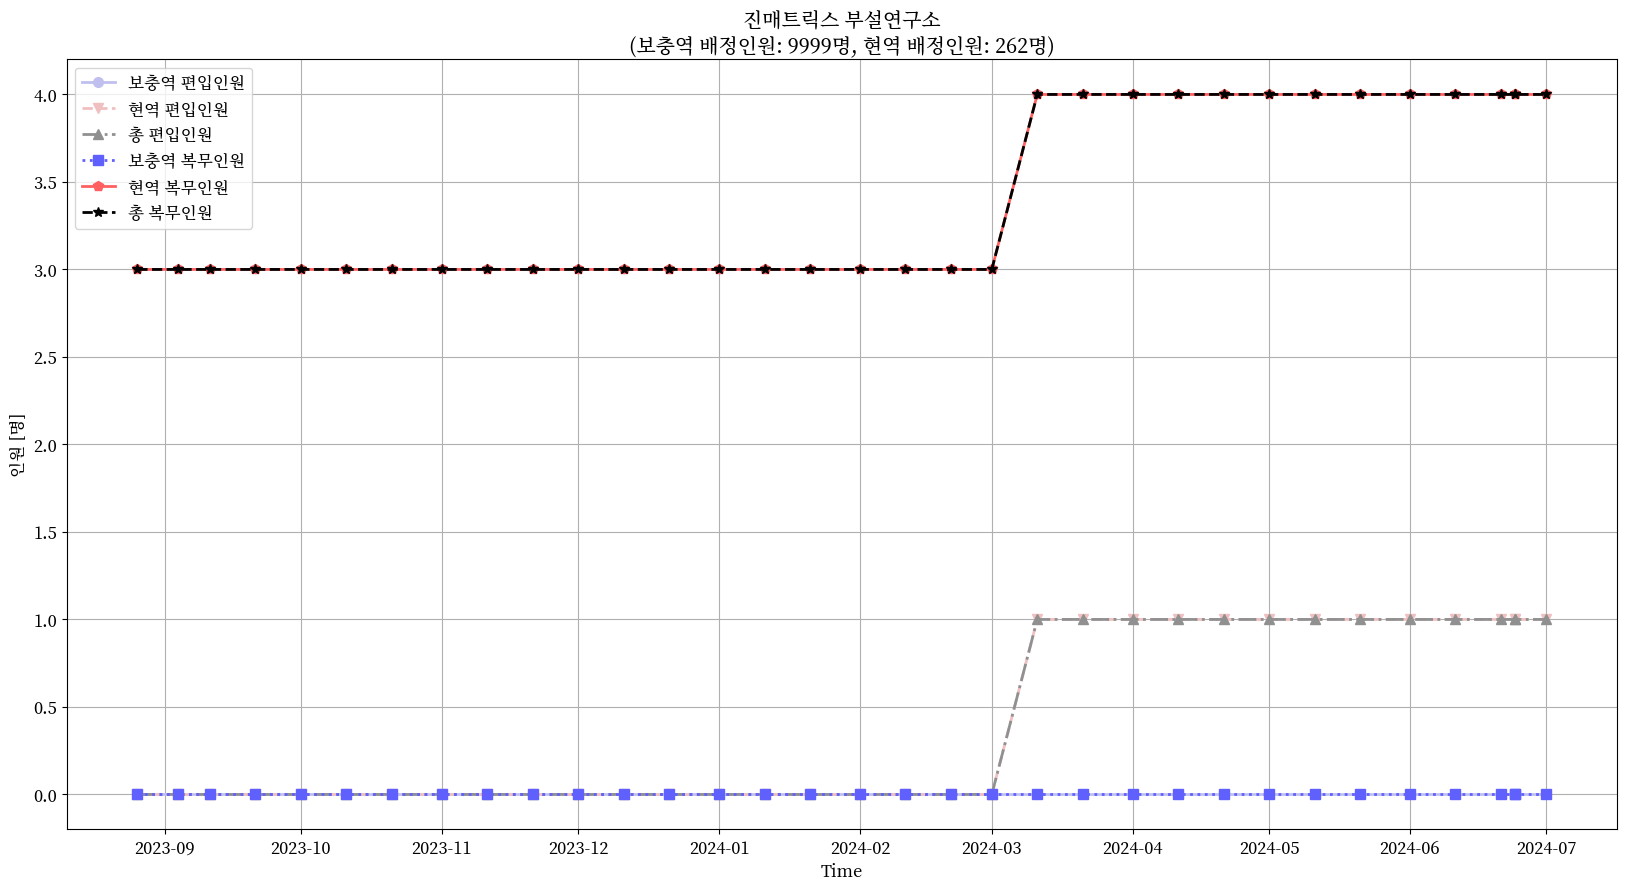 진매트릭스 부설연구소
(보충역 배정인원: 9999명, 현역 배정인원: 262명)
보충역 편입인원
현역 편입인원
총 편입인원
보충역 복무인원
현역 복무인원
총 복무인원
4.0
3.5
3.0
2.5
2.0
1.5
1.0
0.5
0.0
인원 [명]
2023-09 2023-10 2023-11 2023-12 2024-01 2024-02 2024-03 2024-04 2024-05 2024-06 2024-07
Time